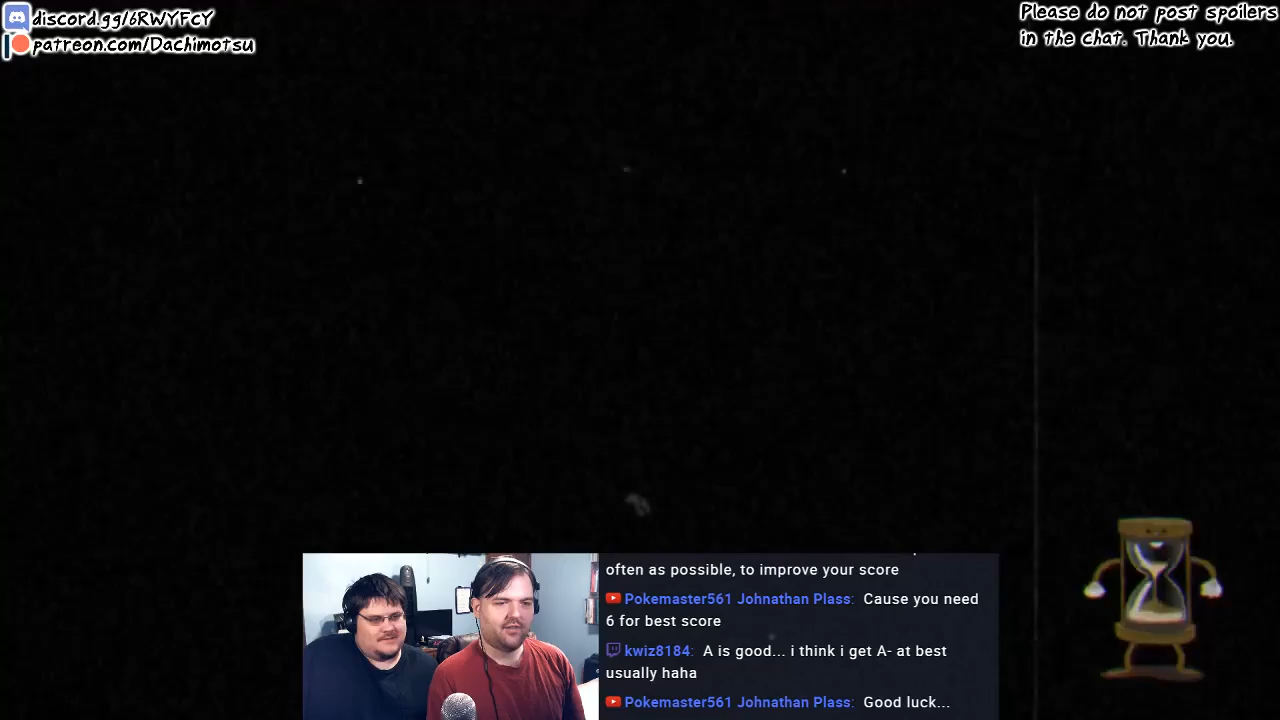 discord.gg/6RWYFcY
patreon.com/Dachimotsu
Please do not post spoilers
in the chat. Thank you.
often as possible, to improve your score
Pokemaster561 Johnathan Plass: Cause you need
6 for best score
kwiz8184: A is good... i think i get A- at best
usually haha
Pokemaster561 Johnathan Plass: Good luck...